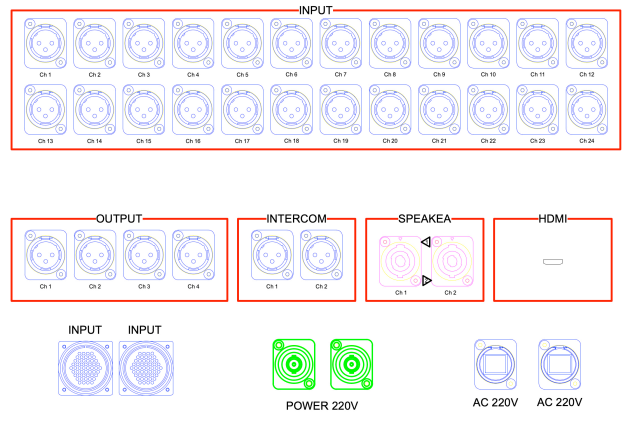 INPUT
Ch 1 Ch 2 Ch 3 Ch 4 Ch 5 Ch 6 Ch 7 Ch 8 Ch 9 Ch 10 Ch 11 Ch 12
Ch 13 Ch 14 Ch 15 Ch 16 Ch 17 Ch 18 Ch 19 Ch 20 Ch 21 Ch 22 Ch 23 Ch 24
OUTPUT INTERCOM SPEAKEA HDMI
Ch 1 Ch 2 Ch 3 Ch 4 Ch 1 Ch 2 Ch 1 Ch 2
INPUT INPUT
POWER 220V AC 220V AC 220V